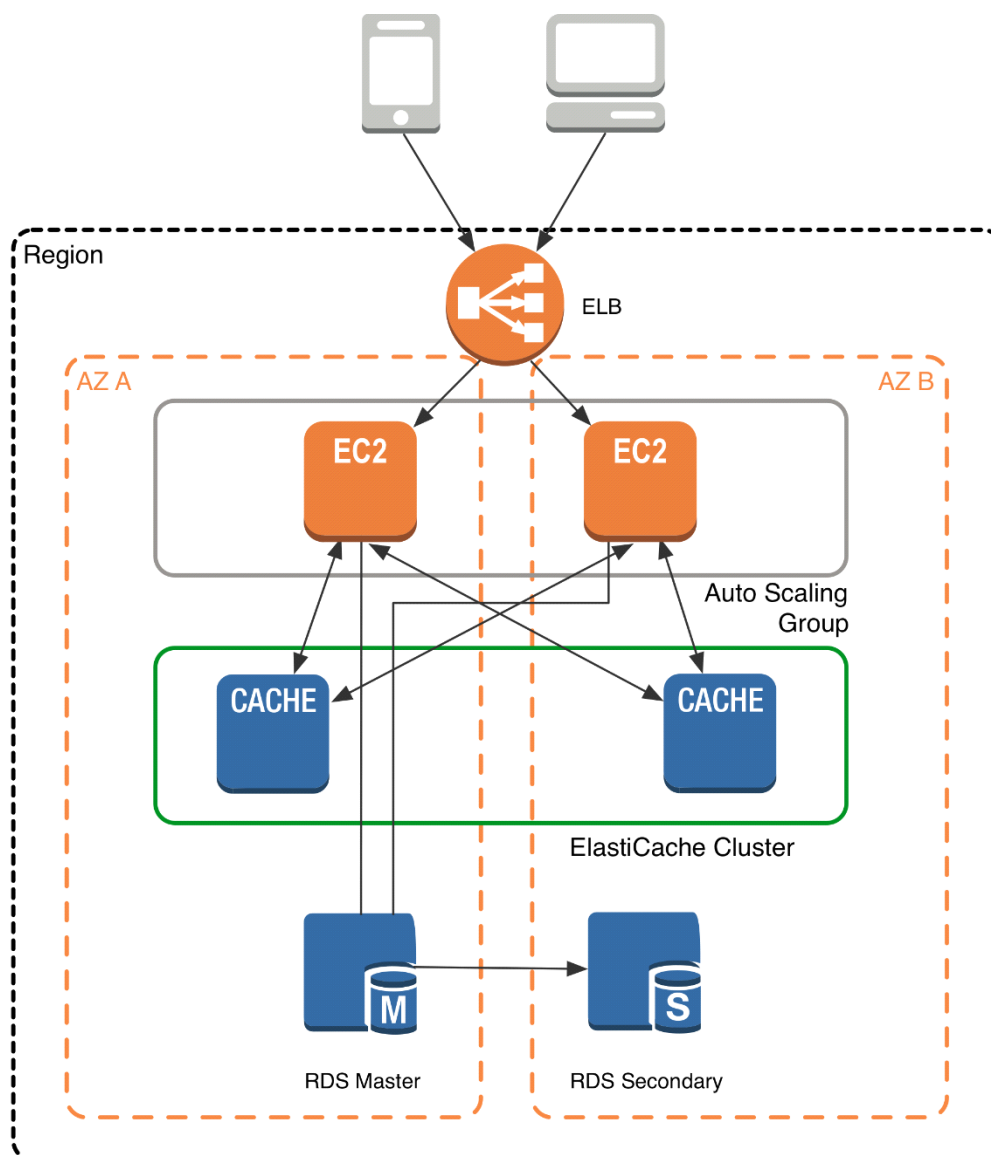 Region
ELB
AZ A
AZ B
EC2
EC2
Auto Scaling
Group
CACHE
CACHE
ElastiCache Cluster
M
S
RDS Master
RDS Secondary